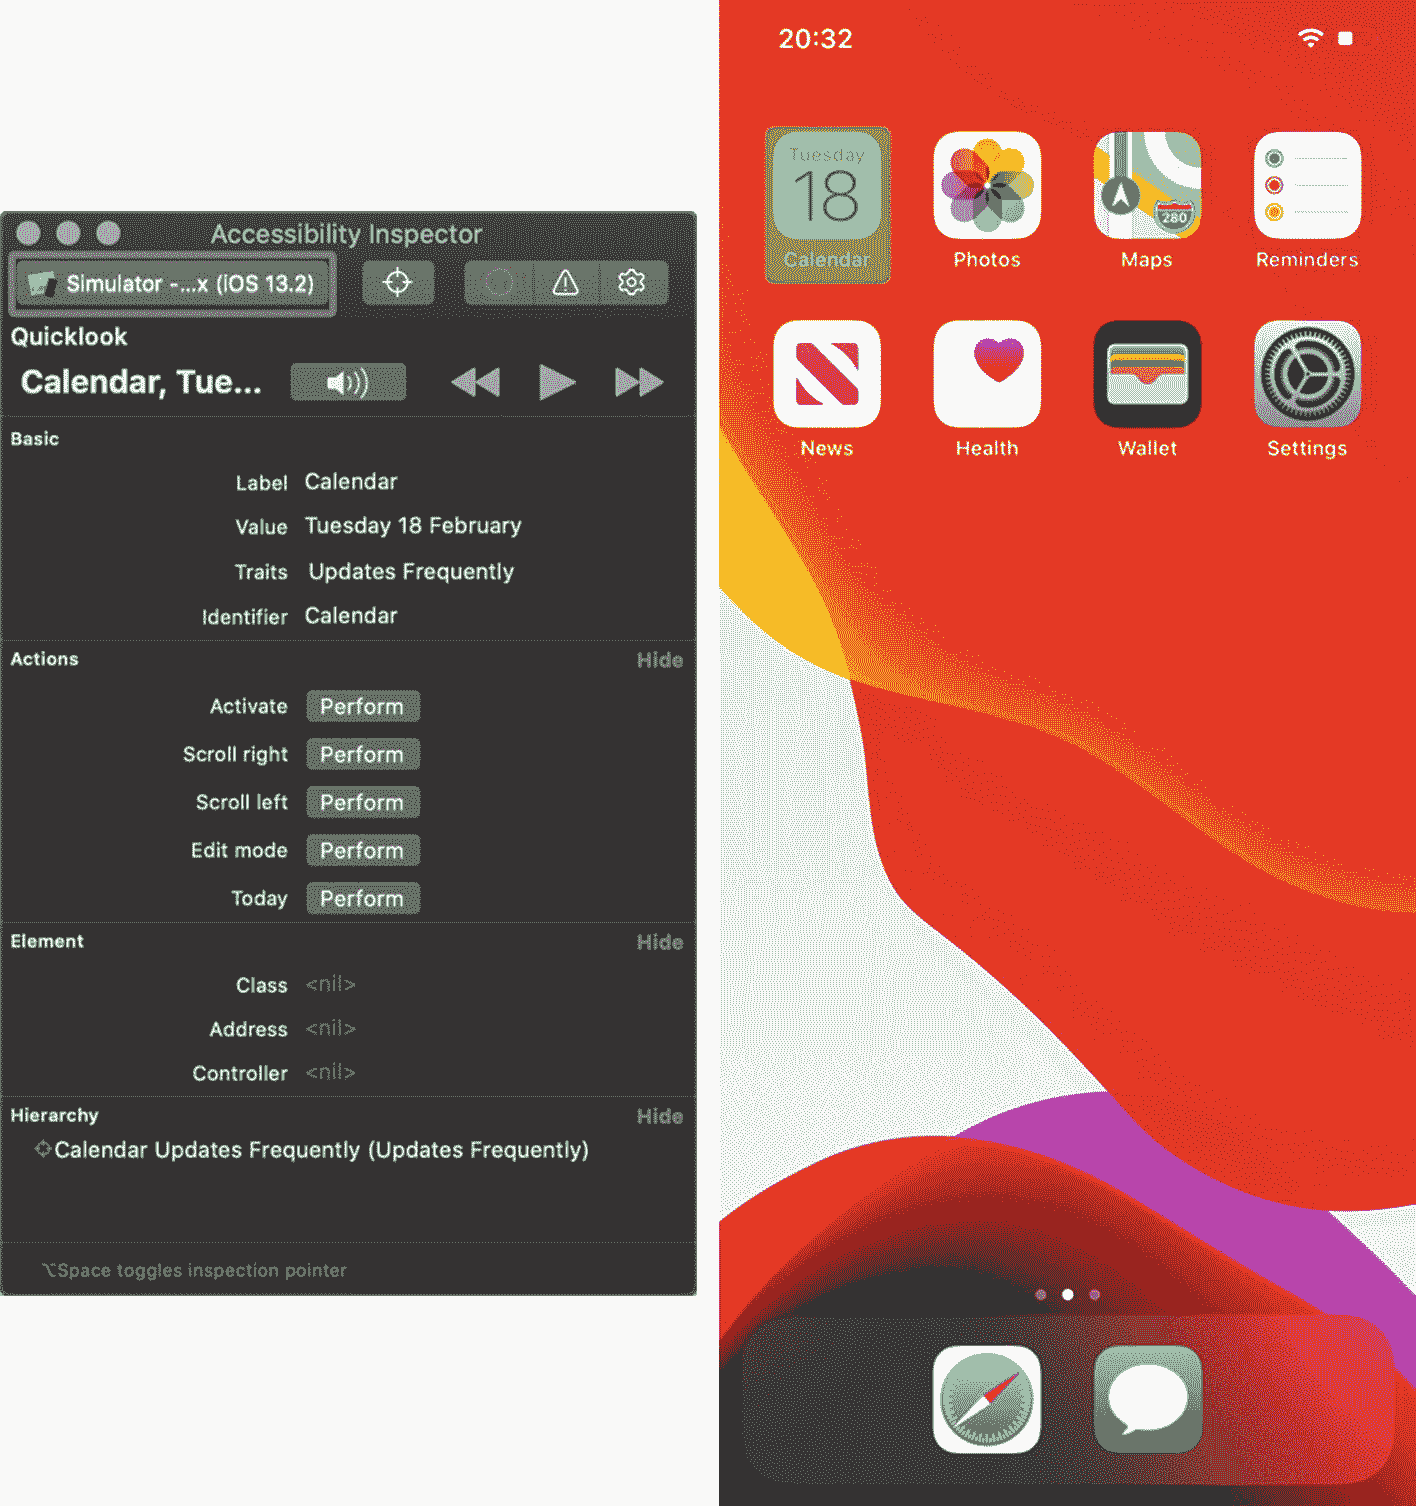 Accessibility Inspector
Simulator -...x (iOS 13.2)
Quicklook
Calendar, Tue...
Basic
Label Calendar
Value Tuesday 18 February
Traits Updates Frequently
Identifier Calendar
Actions Hide
Activate Perform
Scroll right Perform
Scroll left Perform
Edit mode Perform
Today Perform
Element Hide
Class <nil>
Address <nil>
Controller <nil>
Hierarchy Hide
Calendar Updates Frequently (Updates Frequently)
⌥Space toggles inspection pointer
20:32
Tuesday
18
280
Calendar Photos Maps Reminders
News Health Wallet Settings